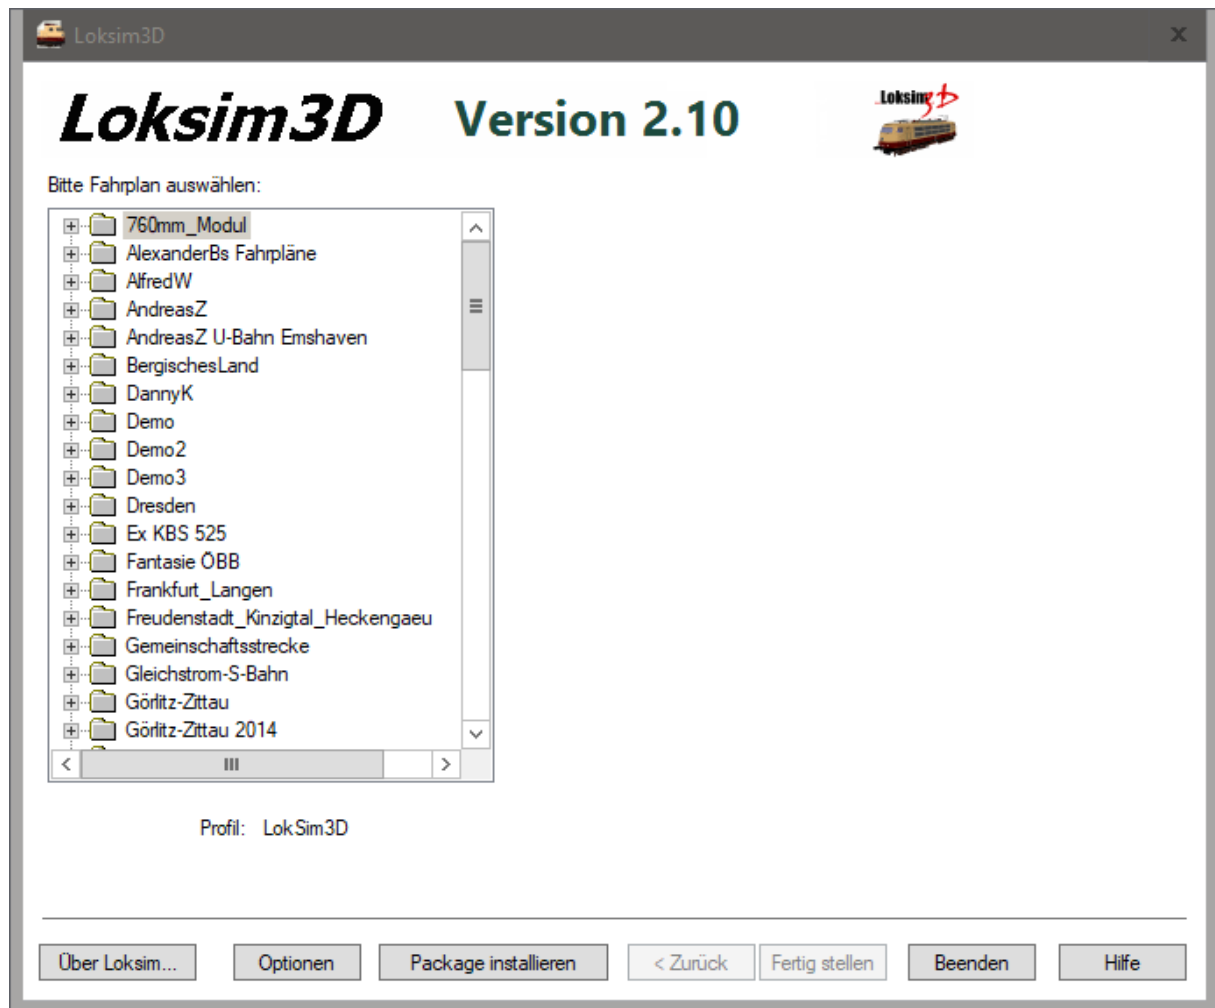 Loksim3D
x
Loksim3D Version 2.10 Loksim3D
Bitte Fahrplan auswählen:
760mm_Modul
AlexanderBs Fahrpläne
AlfredW
AndreasZ
AndreasZ U-Bahn Emshaven
BergischesLand
DannyK
Demo
Demo2
Demo3
Dresden
Ex KBS 525
Fantasie ÖBB
Frankfurt_Langen
Freudenstadt_Kinzigtal_Heckengaeu
Gemeinschaftsstrecke
Gleichstrom-S-Bahn
Görlitz-Zittau
Görlitz-Zittau 2014
Profil: LokSim3D
Über Loksim... Optionen Package installieren < Zurück Fertig stellen Beenden Hilfe